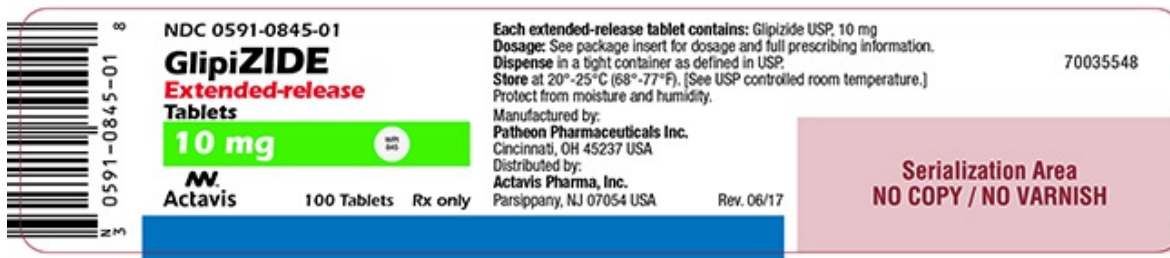 N
3 0591-0845-01 8
NDC 0591-0845-01
GlipiZIDE
Extended-release
Tablets
10 mg
WPI
845
Actavis
100 Tablets Rx only
Each extended-release tablet contains: Glipizide USP, 10 mg
Dosage: See package insert for dosage and full prescribing information.
Dispense in a tight container as defined in USP.
Store at 20°-25°C (68°-77°F). [See USP controlled room temperature.]
Protect from moisture and humidity.
Manufactured by:
Patheon Pharmaceuticals Inc.
Cincinnati, OH 45237 USA
Distributed by:
Actavis Pharma, Inc.
Parsippany, NJ 07054 USA Rev. 06/17
70035548
Serialization Area
NO COPY / NO VARNISH